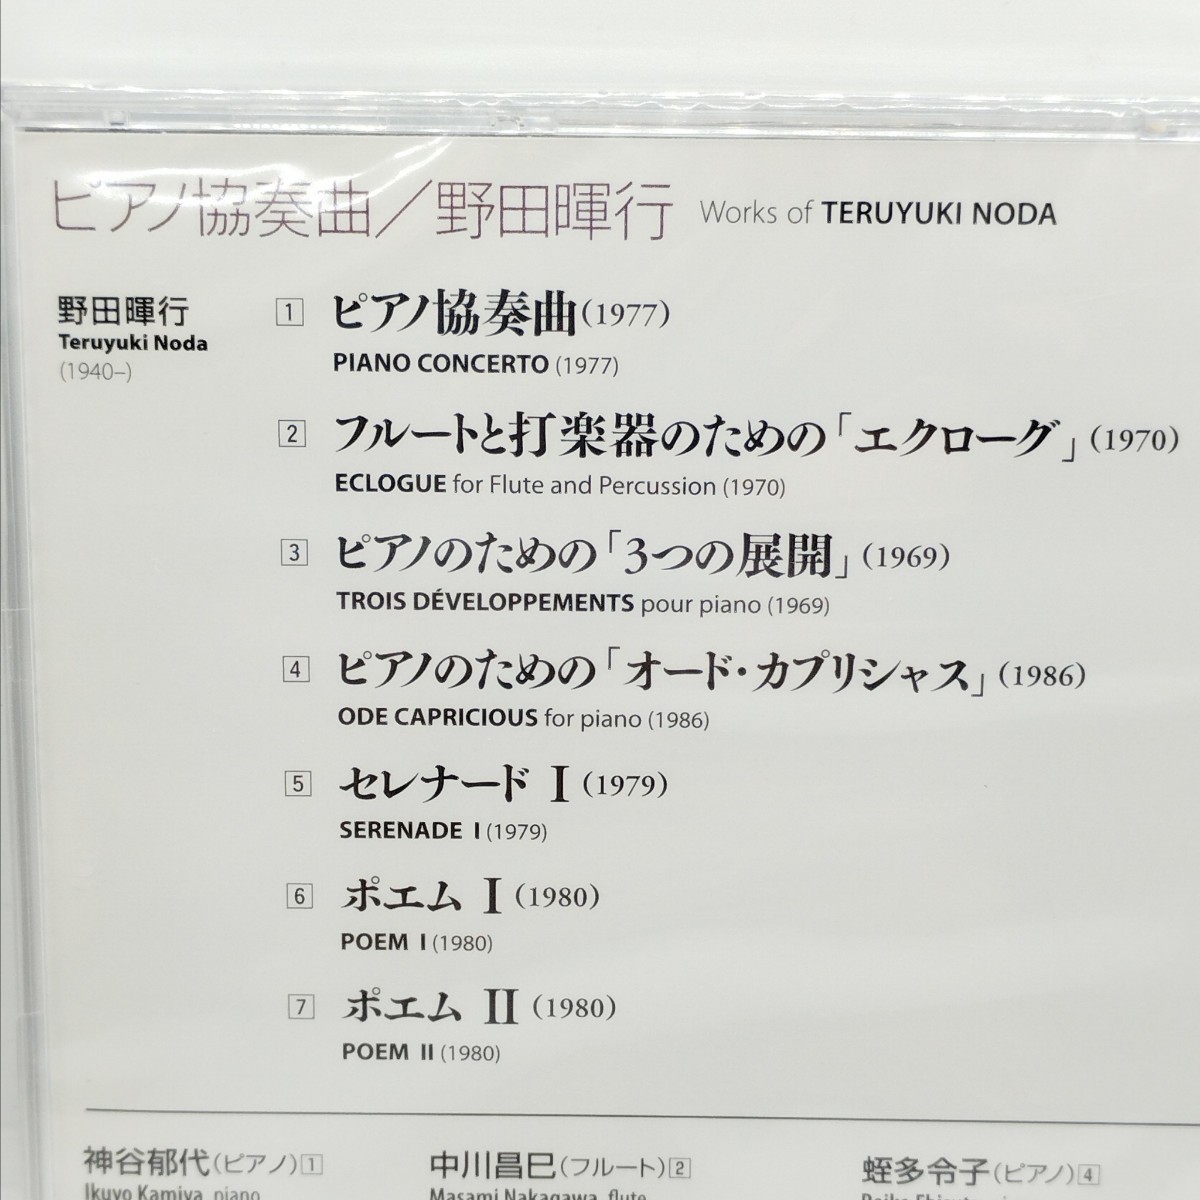 ピアノ協奏曲／野田暉行 Works of TERUYUKI NODA
野田暉行
Teruyuki Noda
(1940–)
1 ピアノ協奏曲(1977)
PIANO CONCERTO (1977)
2 フルートと打楽器のための「エクローグ」(1970)
ECLOGUE for Flute and Percussion (1970)
3 ピアノのための「3つの展開」(1969)
TROIS DÉVELOPPEMENTS pour piano (1969)
4 ピアノのための「オード・カプリシャス」(1986)
ODE CAPRICIOUS for piano (1986)
5 セレナード I (1979)
SERENADE I (1979)
6 ポエム I (1980)
POEM I (1980)
7 ポエム II (1980)
POEM II (1980)
神谷郁代(ピアノ)1 中川昌巳(フルート)2 蛭多令子(ピアノ)4
Ikuyo Kamiya, piano Masami Nakagawa, flute